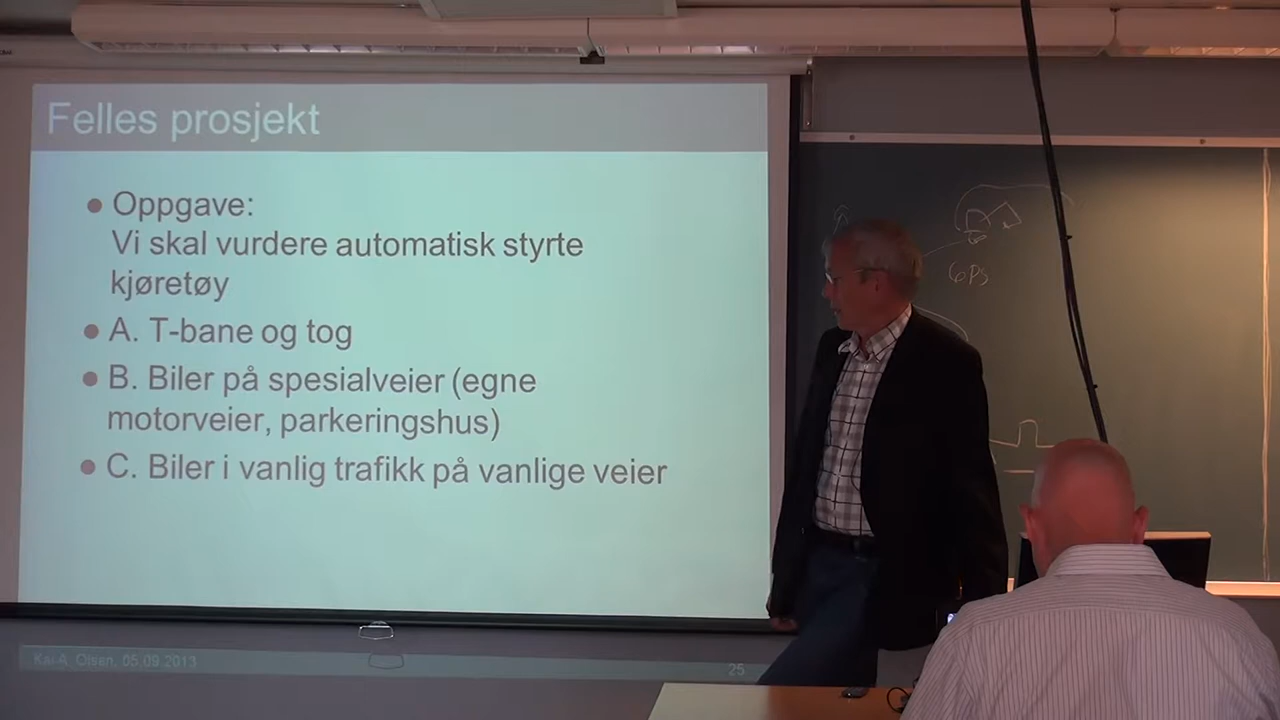 Felles prosjekt
● Oppgave:
Vi skal vurdere automatisk styrte
kjøretøy
● A. T-bane og tog
● B. Biler på spesialveier (egne
motorveier, parkeringshus)
● C. Biler i vanlig trafikk på vanlige veier
GPS
Kai A. Olsen, 05.09.2013
25